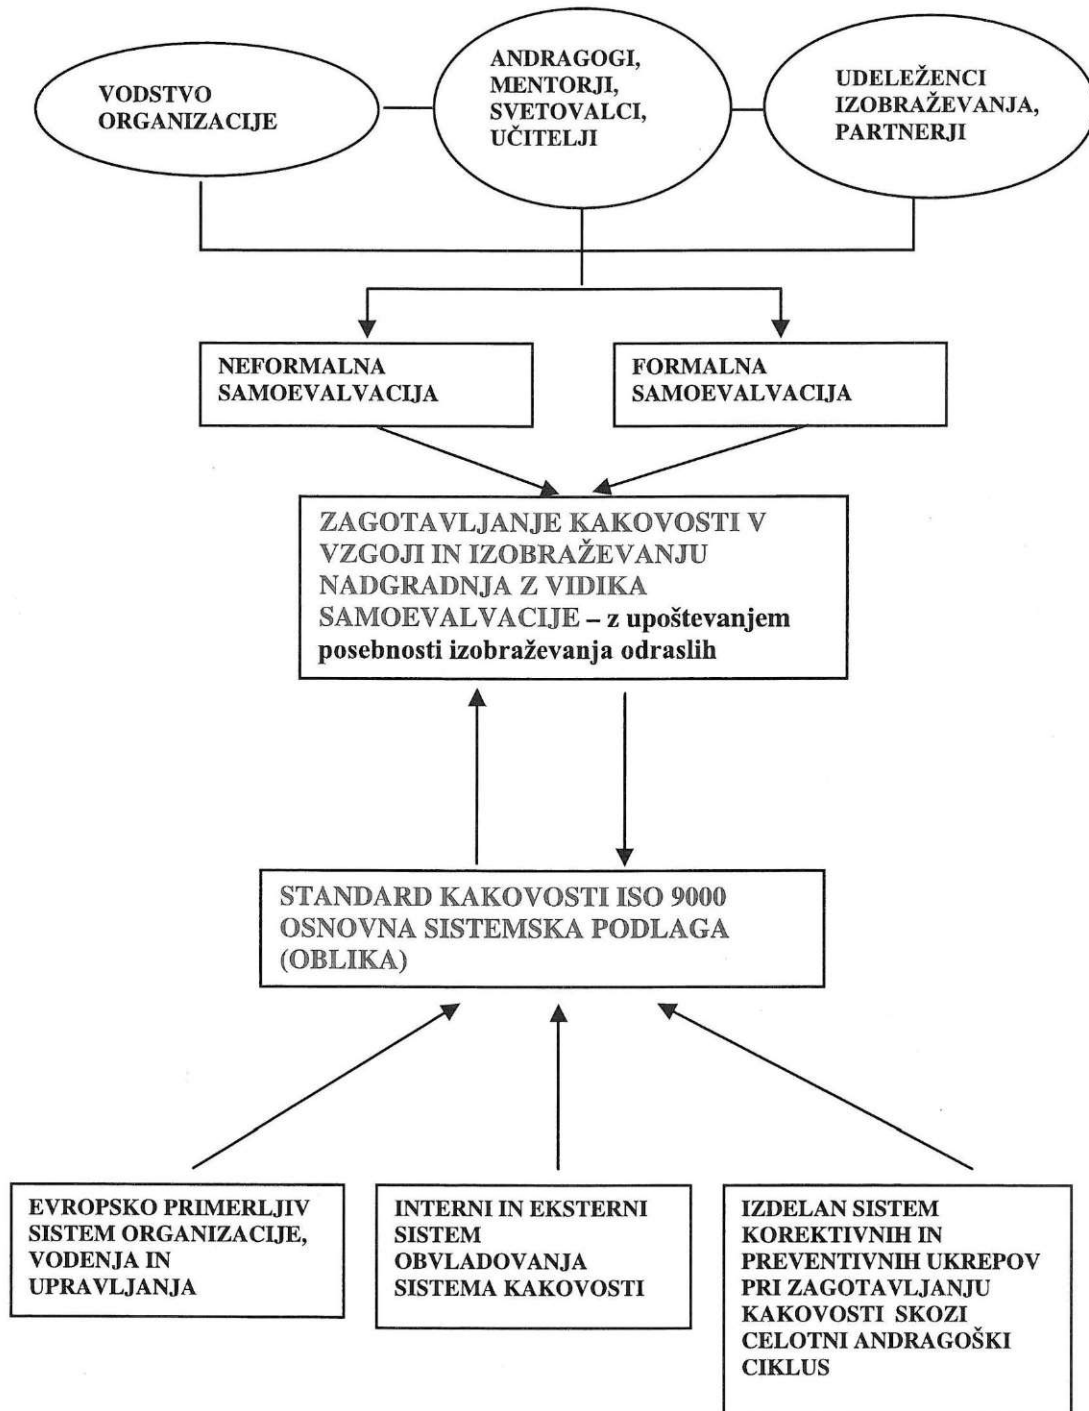 VODSTVO
ORGANIZACIJE
ANDRAGOGI,
MENTORJI,
SVETOVALCI,
UČITELJI
UDELEŽENCI
IZOBRAŽEVANJA,
PARTNERJI
NEFORMALNA
SAMOEVALVACIJA
FORMALNA
SAMOEVALVACIJA
ZAGOTAVLJANJE KAKOVOSTI V
VZGOJI IN IZOBRAŽEVANJU
NADGRADNJA Z VIDIKA
SAMOEVALVACIJE – z upoštevanjem
posebnosti izobraževanja odraslih
STANDARD KAKOVOSTI ISO 9000
OSNOVNA SISTEMSKA PODLAGA
(OBLIKA)
EVROPSKO PRIMERLJIV
SISTEM ORGANIZACIJE,
VODENJA IN
UPRAVLJANJA
INTERNI IN EKSTERNI
SISTEM
OBVLADOVANJA
SISTEMA KAKOVOSTI
IZDELAN SISTEM
KOREKTIVNIH IN
PREVENTIVNIH UKREPOV
PRI ZAGOTAVLJANJU
KAKOVOSTI SKOZI
CELOTNI ANDRAGOŠKI
CIKLUS